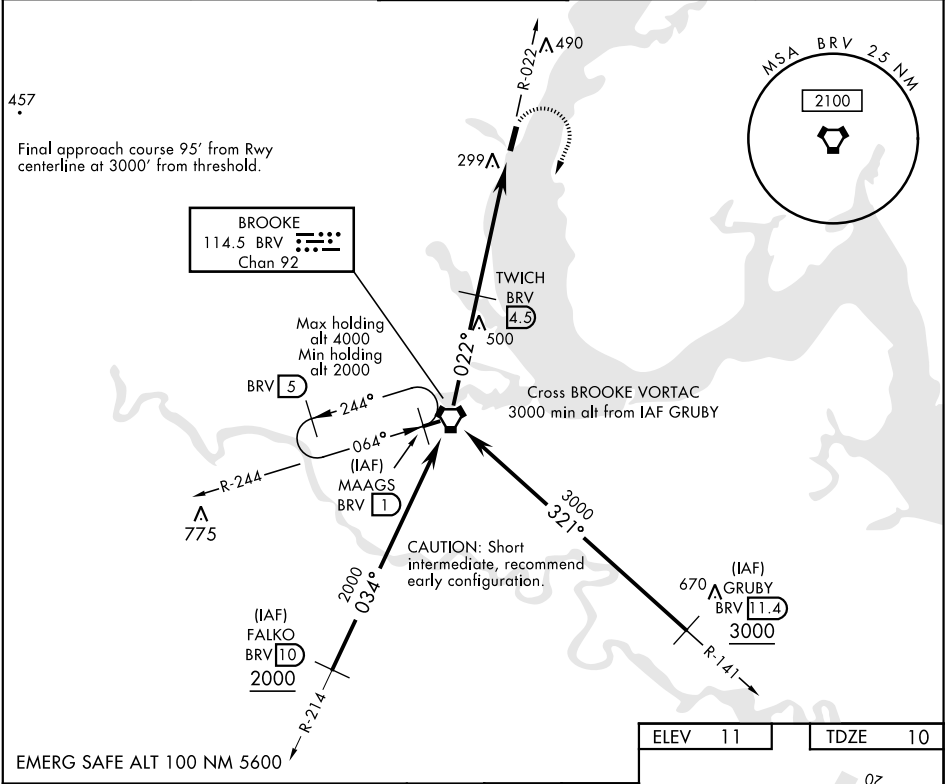 R-022
490
MSA BRV 25 NM
2100
457
Final approach course 95' from Rwy
centerline at 3000' from threshold.
299
BROOKE
114.5 BRV
Chan 92
TWICH
BRV
4.5
500
022°
Max holding
alt 4000
Min holding
alt 2000
BRV 5
244°
064°
R-244
775
(IAF)
MAAGS
BRV 1
Cross BROOKE VORTAC
3000 min alt from IAF GRUBY
3000
321°
CAUTION: Short
intermediate, recommend
early configuration.
2000
034°
(IAF)
FALKO
BRV 10
2000
R-214
670
(IAF)
GRUBY
BRV 11.4
3000
R-141
EMERG SAFE ALT 100 NM 5600
ELEV 11
TDZE 10
02